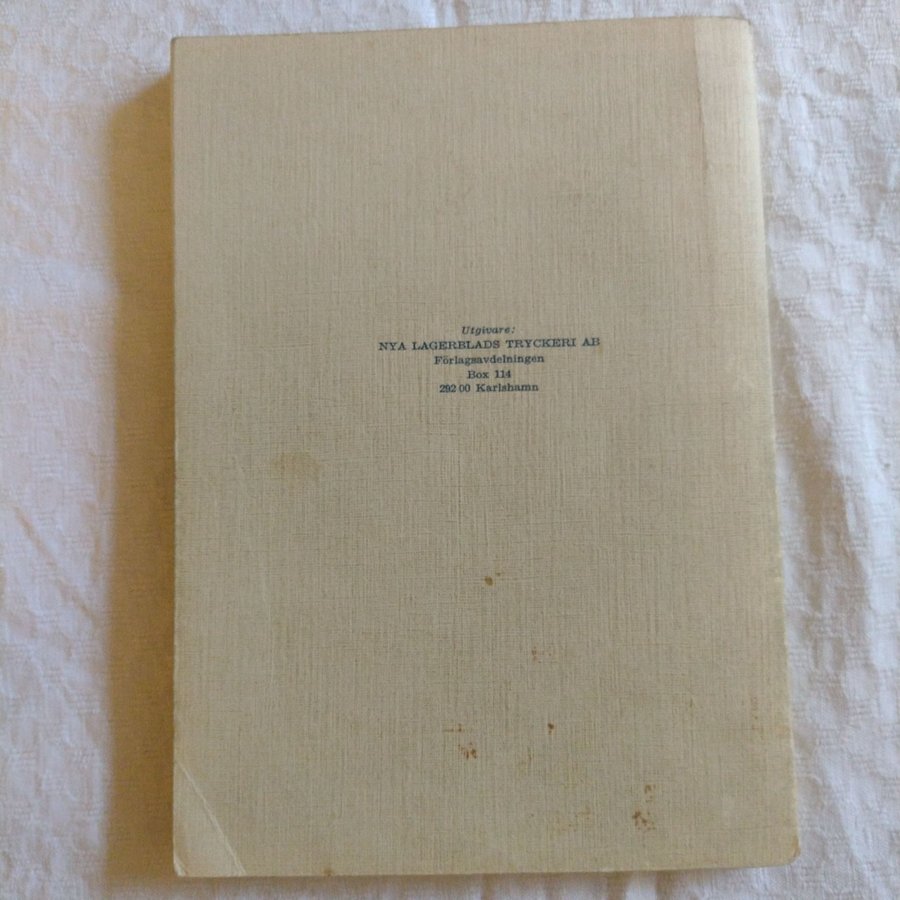 Utgivare:
NYA LAGERBLADS TRYCKERI AB
Förlagsavdelningen
Box 114
292 00 Karlshamn